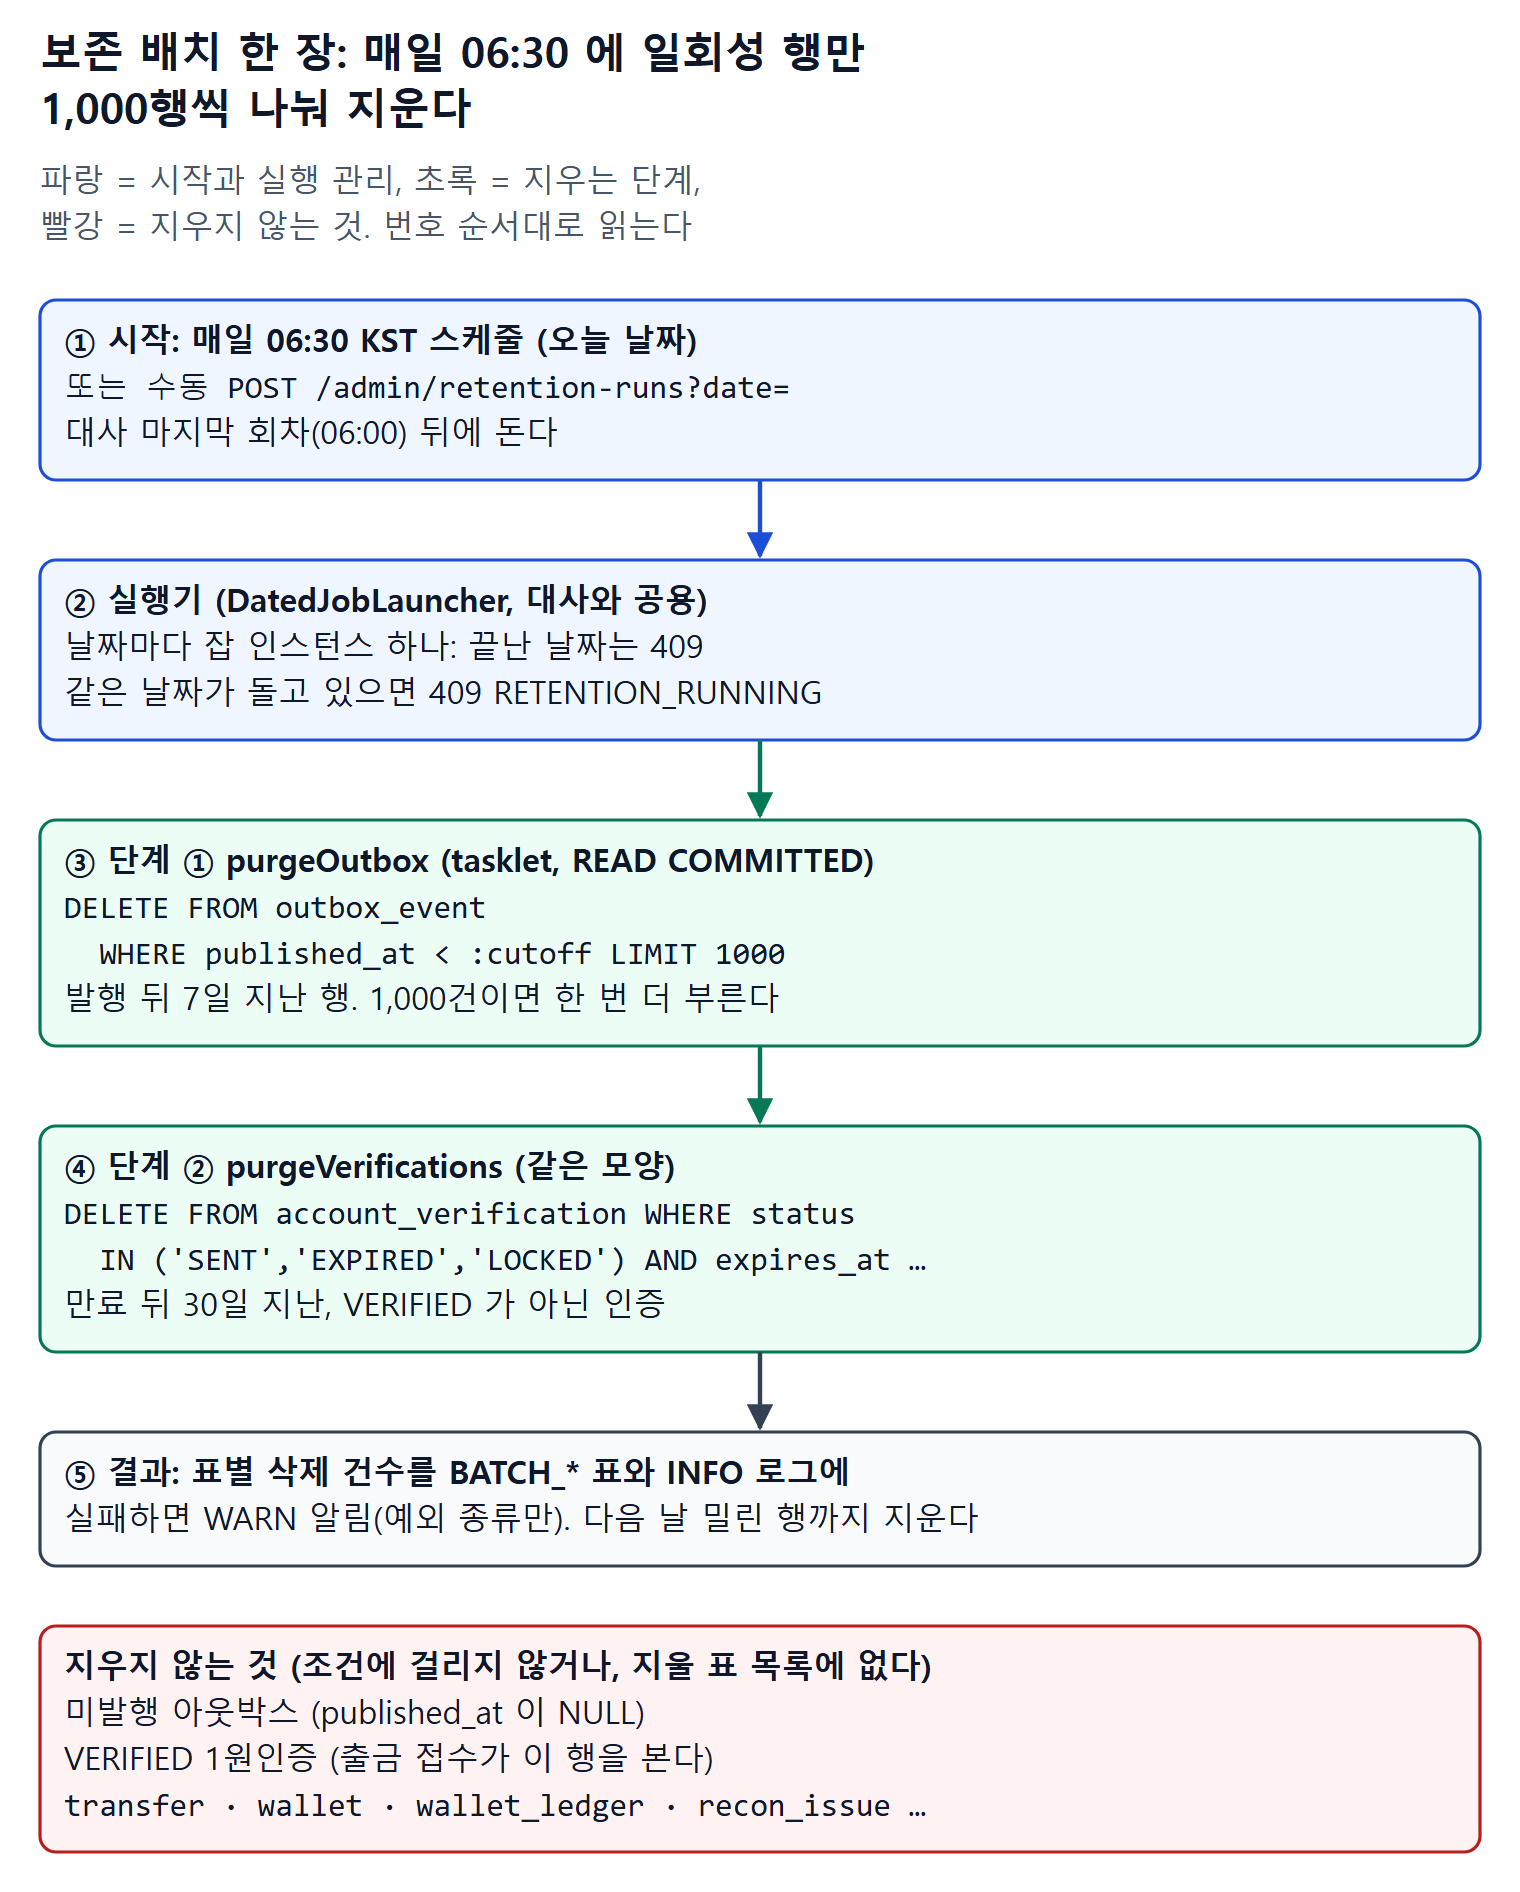 보존 배치 한 장: 매일 06:30 에 일회성 행만
1,000행씩 나눠 지운다
파랑 = 시작과 실행 관리, 초록 = 지우는 단계,
빨강 = 지우지 않는 것. 번호 순서대로 읽는다
① 시작: 매일 06:30 KST 스케줄 (오늘 날짜)
또는 수동 POST /admin/retention-runs?date=
대사 마지막 회차(06:00) 뒤에 돈다
② 실행기 (DatedJobLauncher, 대사와 공용)
날짜마다 잡 인스턴스 하나: 끝난 날짜는 409
같은 날짜가 돌고 있으면 409 RETENTION_RUNNING
③ 단계 ① purgeOutbox (tasklet, READ COMMITTED)
DELETE FROM outbox_event
WHERE published_at < :cutoff LIMIT 1000
발행 뒤 7일 지난 행. 1,000건이면 한 번 더 부른다
④ 단계 ② purgeVerifications (같은 모양)
DELETE FROM account_verification WHERE status
IN ('SENT','EXPIRED','LOCKED') AND expires_at …
만료 뒤 30일 지난, VERIFIED 가 아닌 인증
⑤ 결과: 표별 삭제 건수를 BATCH_* 표와 INFO 로그에
실패하면 WARN 알림(예외 종류만). 다음 날 밀린 행까지 지운다
지우지 않는 것 (조건에 걸리지 않거나, 지울 표 목록에 없다)
미발행 아웃박스 (published_at 이 NULL)
VERIFIED 1원인증 (출금 접수가 이 행을 본다)
transfer · wallet · wallet_ledger · recon_issue …